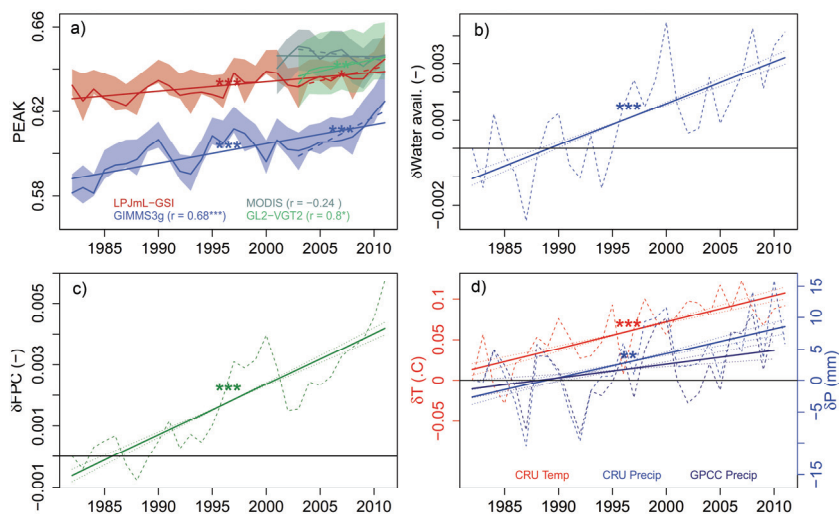 a)
PEAK
0.66
0.62
0.58
***
***
***
**
*
LPJmL-GSI
MODIS (r = -0.24 )
GIMMS3g (r = 0.68***)
GL2-VGT2 (r = 0.8*)
1985 1990 1995 2000 2005 2010
b)
δWater avail. (-)
0.003
0.001
-0.002
***
1985 1990 1995 2000 2005 2010
c)
δFPC (-)
0.005
0.003
0.001
-0.001
***
1985 1990 1995 2000 2005 2010
d)
δT (.C)
0.1
0.05
0
-0.05
***
**
15
10
5
0
-5
-15
δP (mm)
CRU Temp CRU Precip GPCC Precip
1985 1990 1995 2000 2005 2010